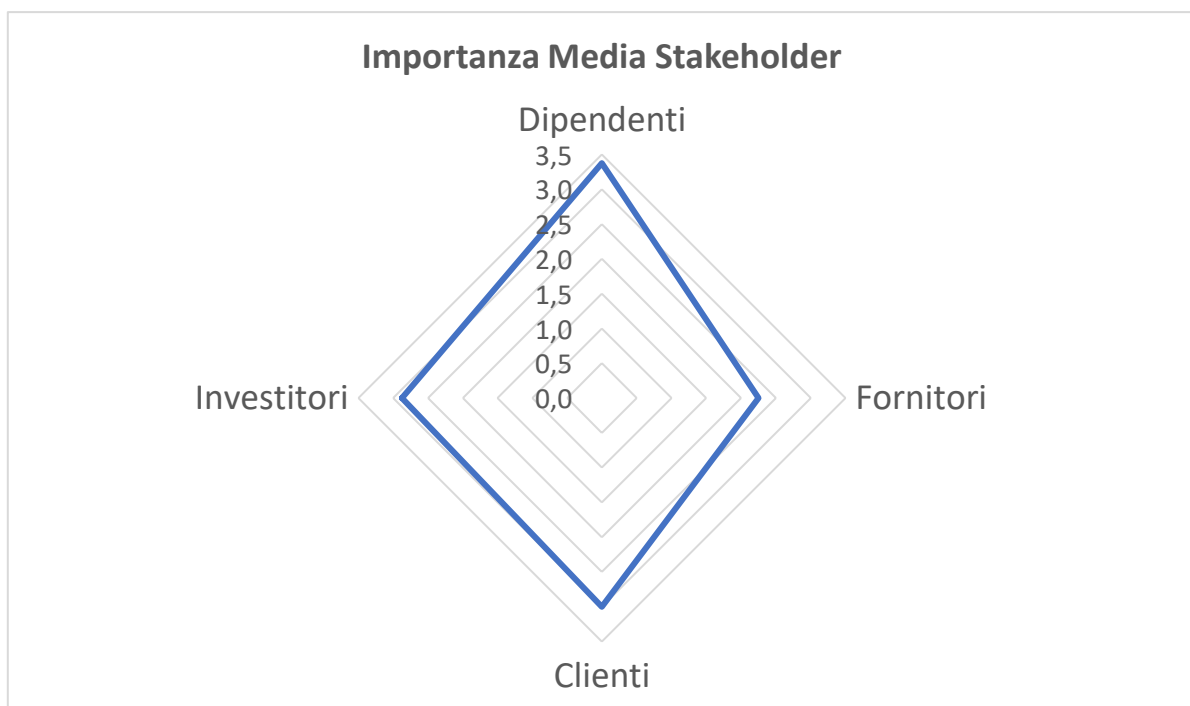 Importanza Media Stakeholder
Dipendenti
3,5
3,0
2,5
2,0
1,5
1,0
0,5
0,0
Investitori
Fornitori
Clienti